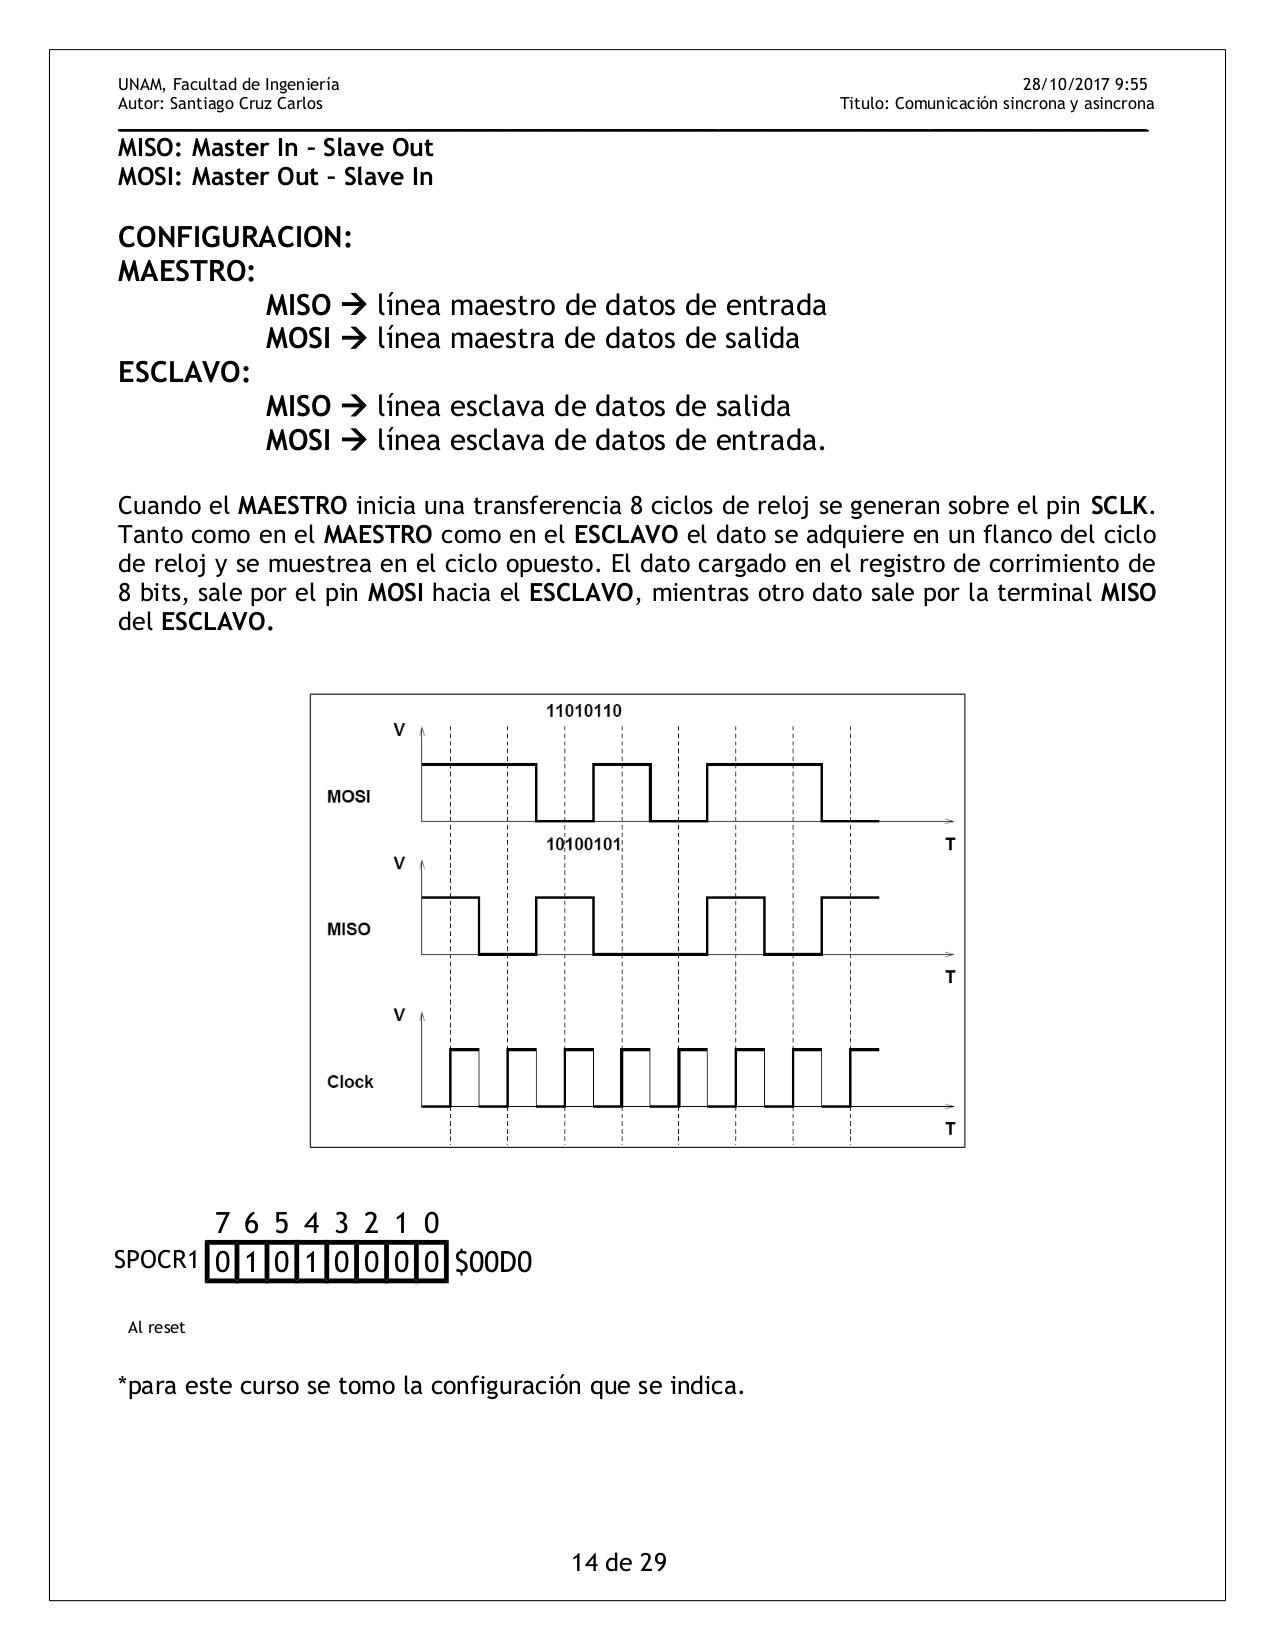 UNAM, Facultad de Ingeniería 28/10/2017 9:55
Autor: Santiago Cruz Carlos Titulo: Comunicación sincrona y asincrona
MISO: Master In – Slave Out
MOSI: Master Out – Slave In
CONFIGURACION:
MAESTRO:
MISO → línea maestro de datos de entrada
MOSI → línea maestra de datos de salida
ESCLAVO:
MISO → línea esclava de datos de salida
MOSI → línea esclava de datos de entrada.
Cuando el MAESTRO inicia una transferencia 8 ciclos de reloj se generan sobre el pin SCLK.
Tanto como en el MAESTRO como en el ESCLAVO el dato se adquiere en un flanco del ciclo
de reloj y se muestrea en el ciclo opuesto. El dato cargado en el registro de corrimiento de
8 bits, sale por el pin MOSI hacia el ESCLAVO, mientras otro dato sale por la terminal MISO
del ESCLAVO.
11010110
V
MOSI
T
10100101
V
MISO
T
V
Clock
T
7 6 5 4 3 2 1 0
SPOCR1 0 1 0 1 0 0 0 0 $00D0
Al reset
*para este curso se tomo la configuración que se indica.
14 de 29